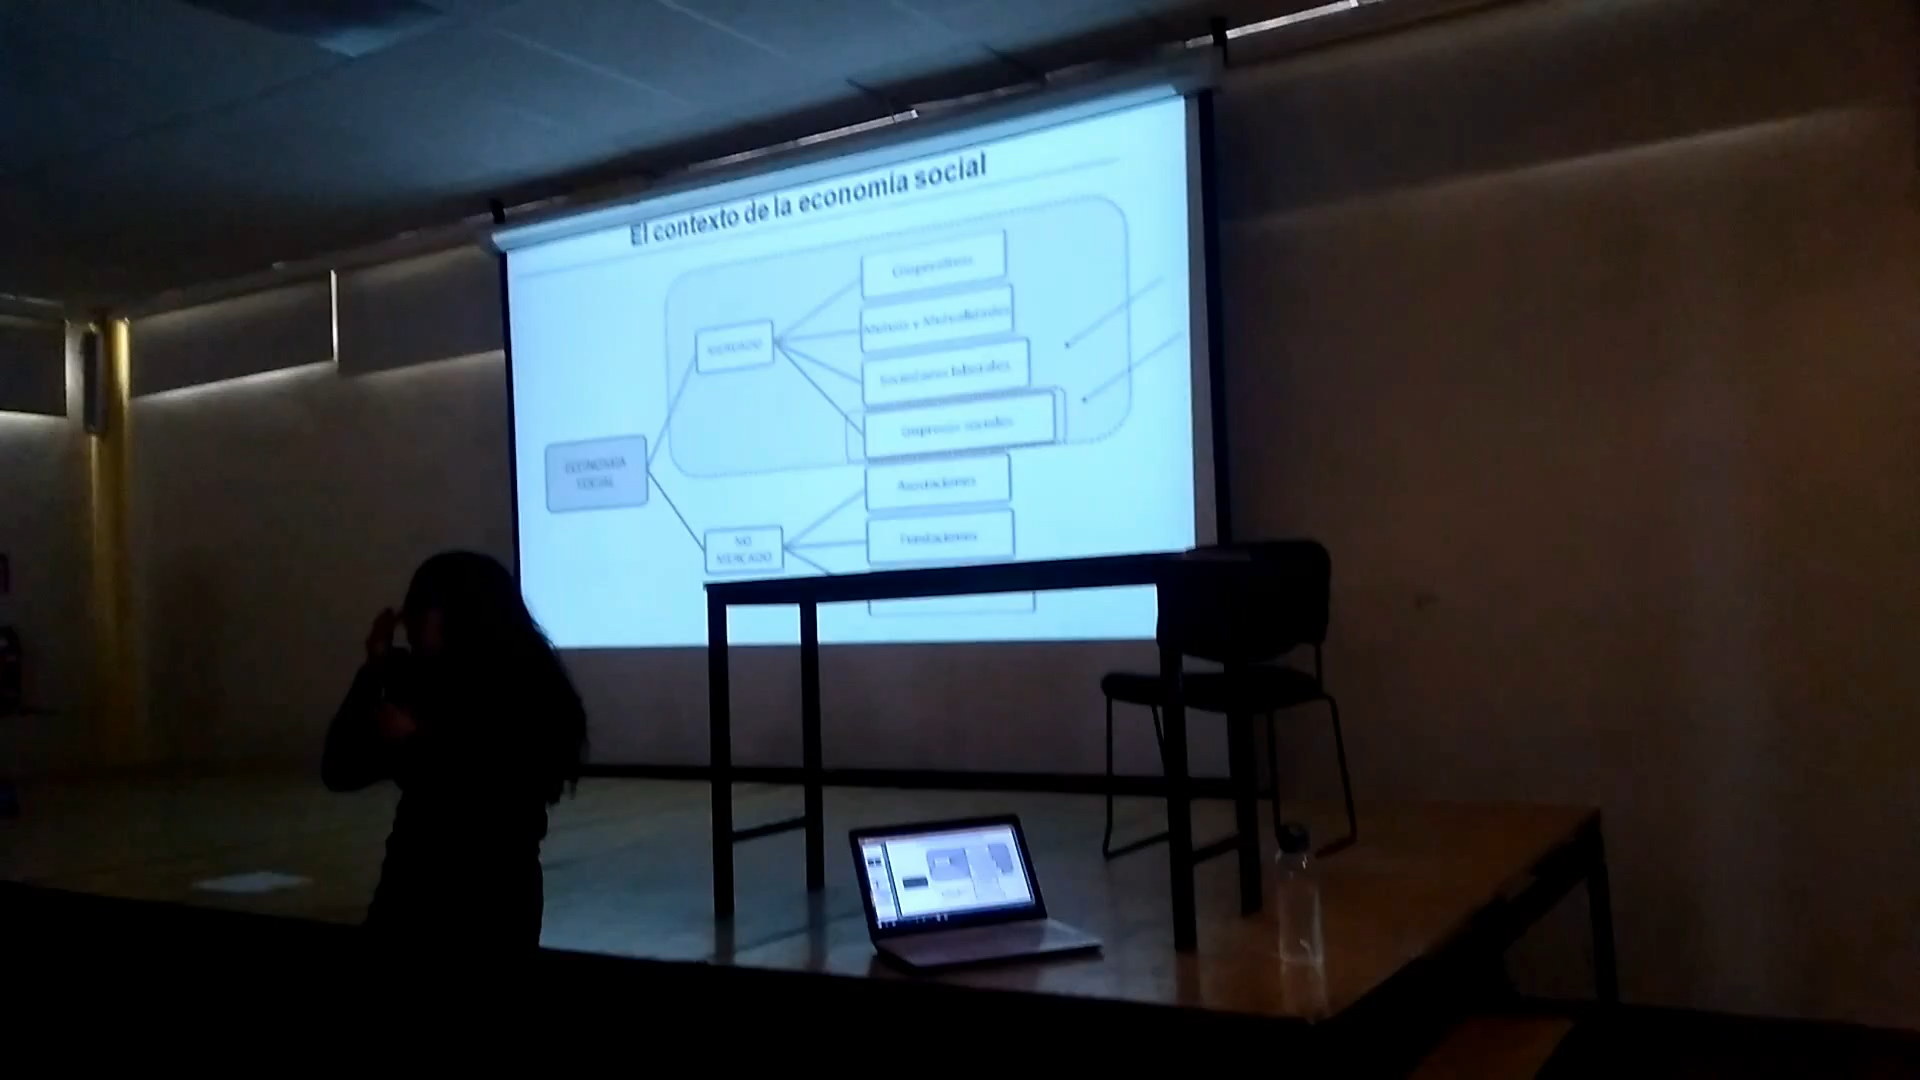 El contexto de la economía social
Cooperativas
Mutuas y Mutualidades
MERCADO
Sociedades laborales
Empresas sociales
ECONOMÍA
SOCIAL
Asociaciones
NO
MERCADO
Fundaciones